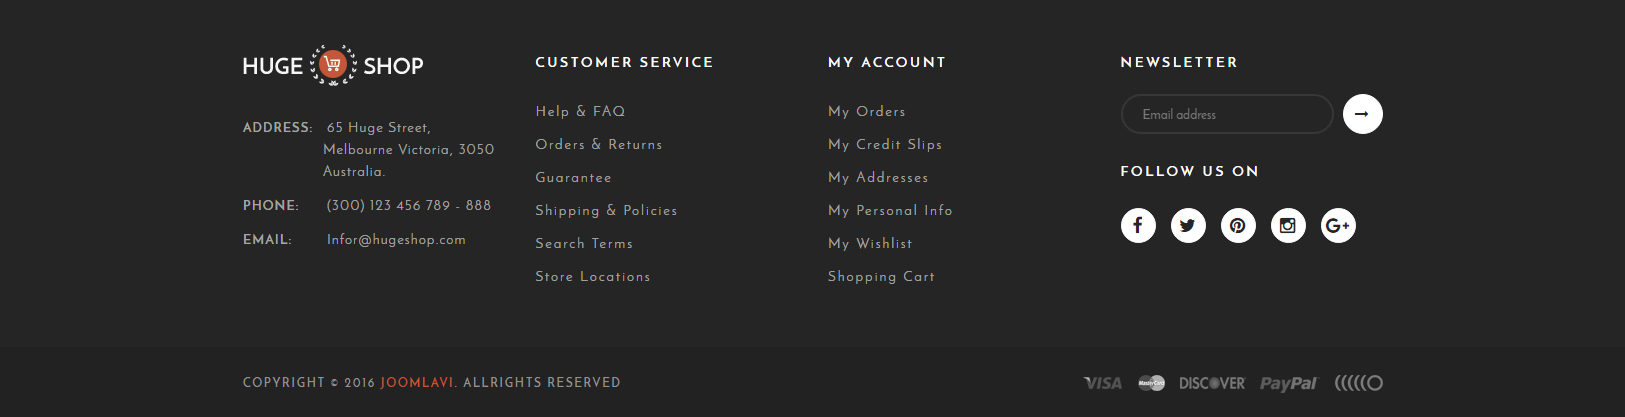 HUGE SHOP
ADDRESS: 65 Huge Street,
Melbourne Victoria, 3050
Australia.
PHONE: (300) 123 456 789 - 888
EMAIL: Infor@hugeshop.com
CUSTOMER SERVICE
Help & FAQ
Orders & Returns
Guarantee
Shipping & Policies
Search Terms
Store Locations
MY ACCOUNT
My Orders
My Credit Slips
My Addresses
My Personal Info
My Wishlist
Shopping Cart
NEWSLETTER
Email address
FOLLOW US ON
COPYRIGHT © 2016 JOOMLAVI. ALLRIGHTS RESERVED
VISA MasterCard DISCOVER PayPal